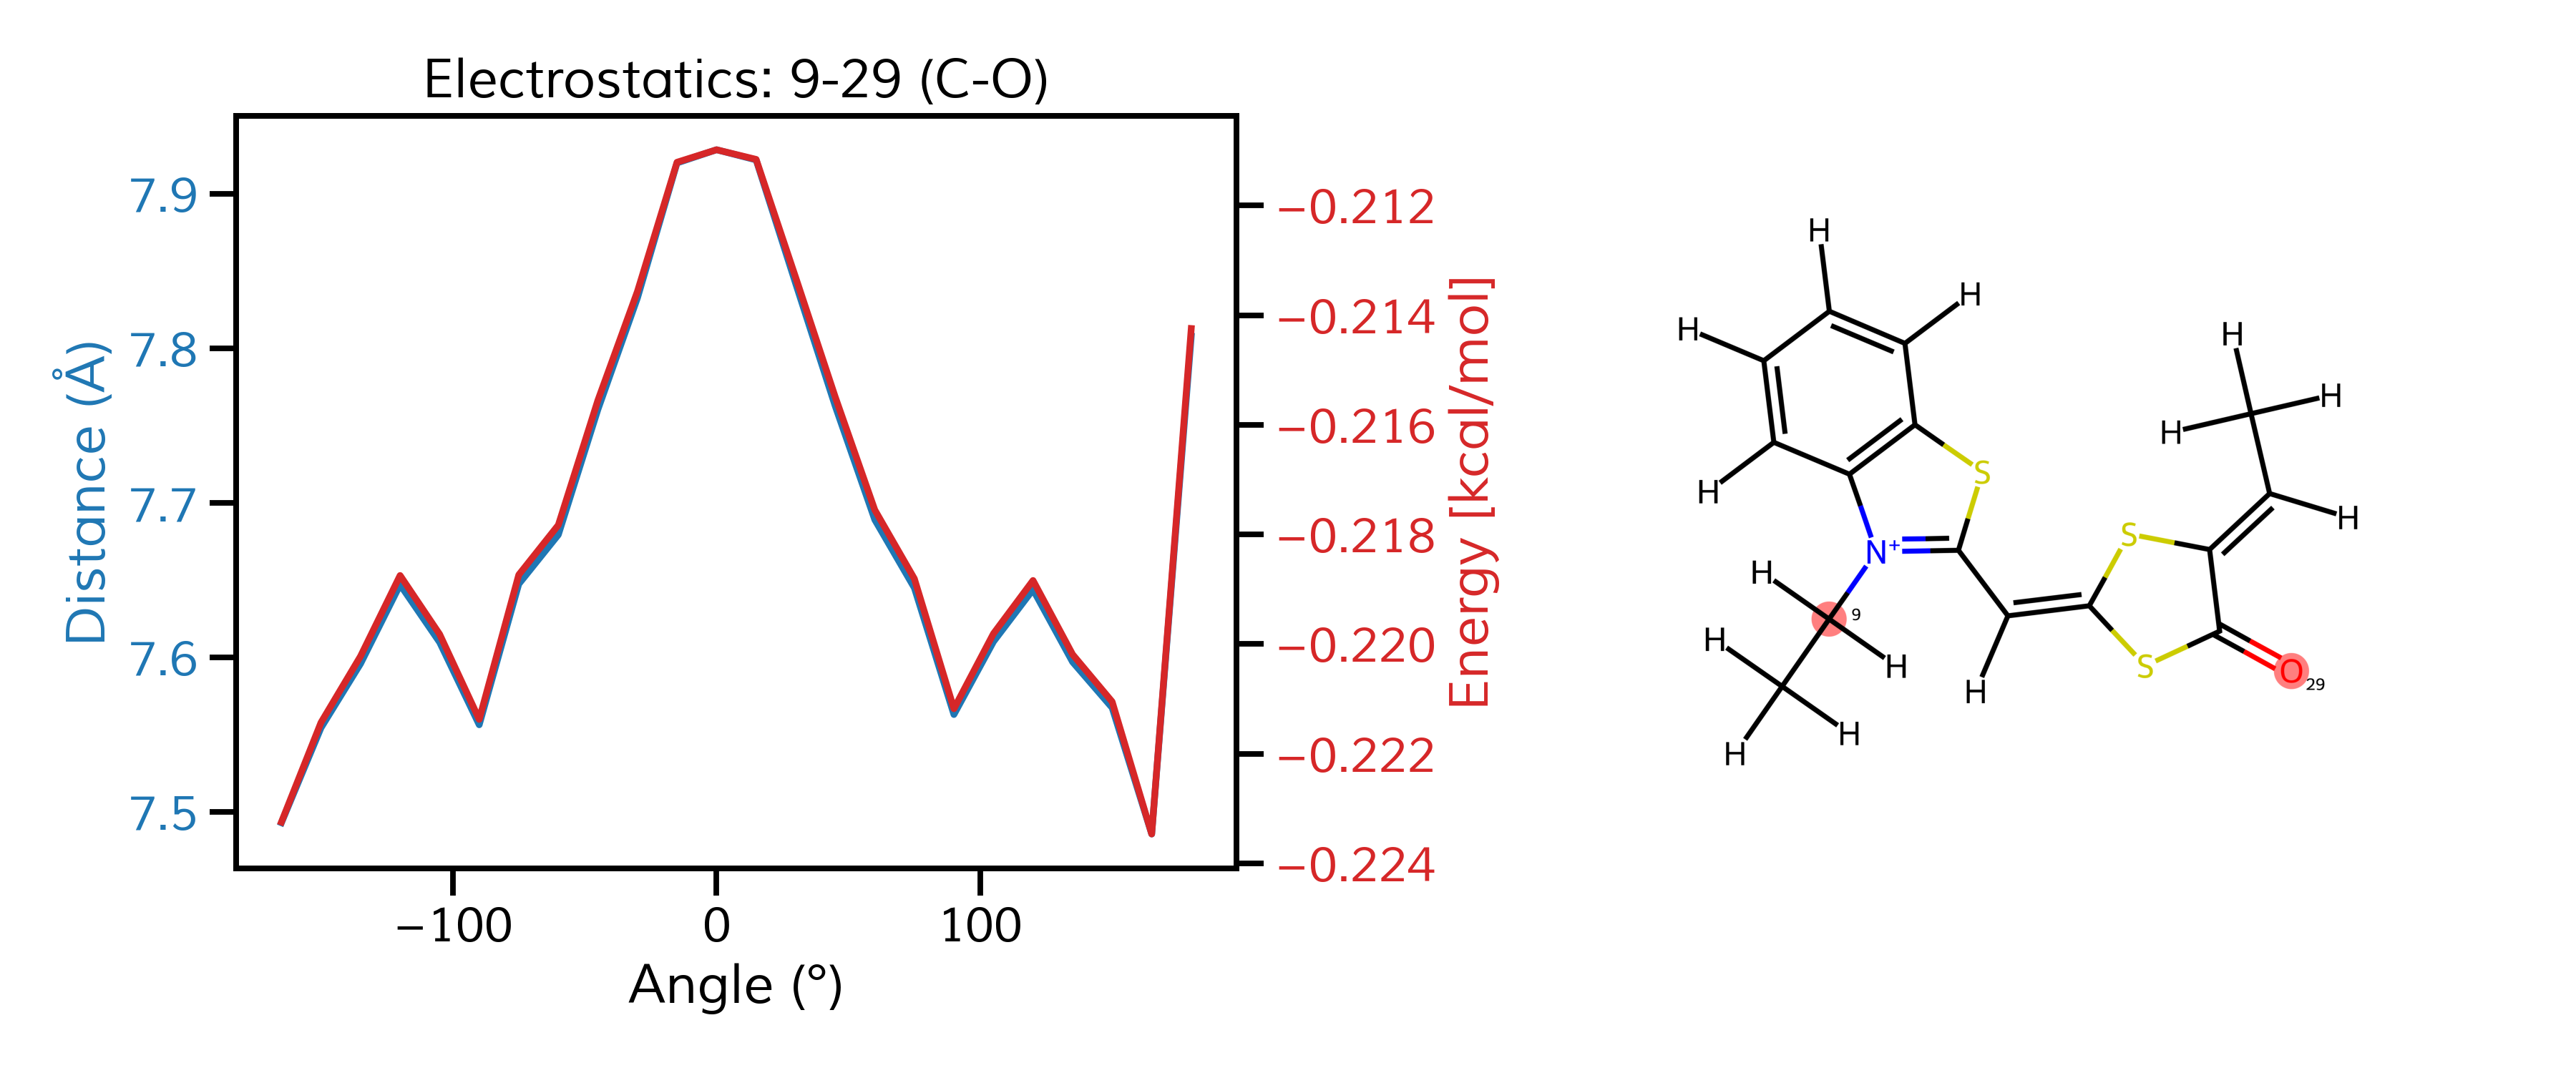 Electrostatics: 9-29 (C-O)
Distance (Å)
7.9
7.8
7.7
7.6
7.5
−100
0
100
Angle (°)
−0.212
−0.214
−0.216
−0.218
−0.220
−0.222
−0.224
Energy [kcal/mol]
H
H
H
H
H
H
H
S
H
S
H
N+
H
9
H
H
S
O
29
H
H
H